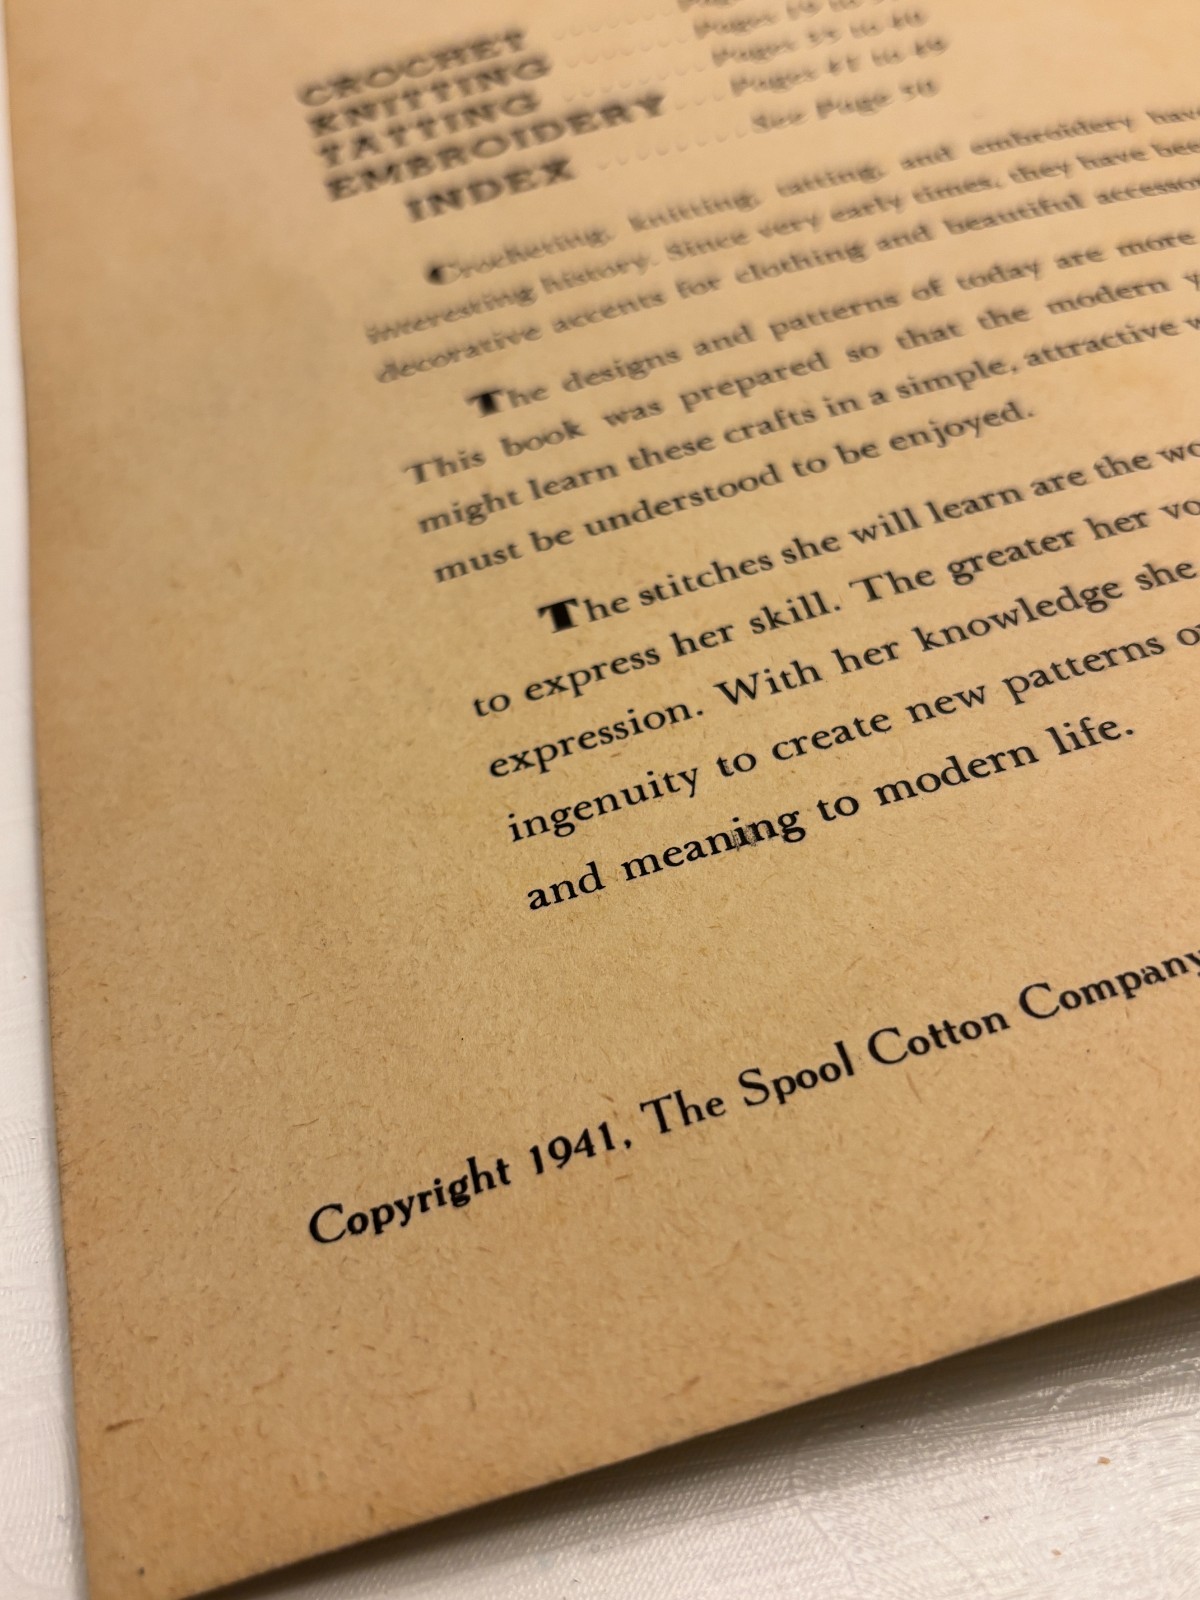 CROCHET
KNITTING
TATTING
EMBROIDERY
INDEX See Page 50
Crocheting, knitting, tatting, and embroidery have
interesting history. Since very early times, they have
decorative accents for clothing and beautiful
The designs and patterns of today are more
This book was prepared so that the modern
might learn these crafts in a simple, attractive
must be understood to be enjoyed.
The stitches she will learn are the
to express her skill. The greater her
expression. With her knowledge she
ingenuity to create new patterns
and meaning to modern life.
Copyright 1941, The Spool Cotton Company